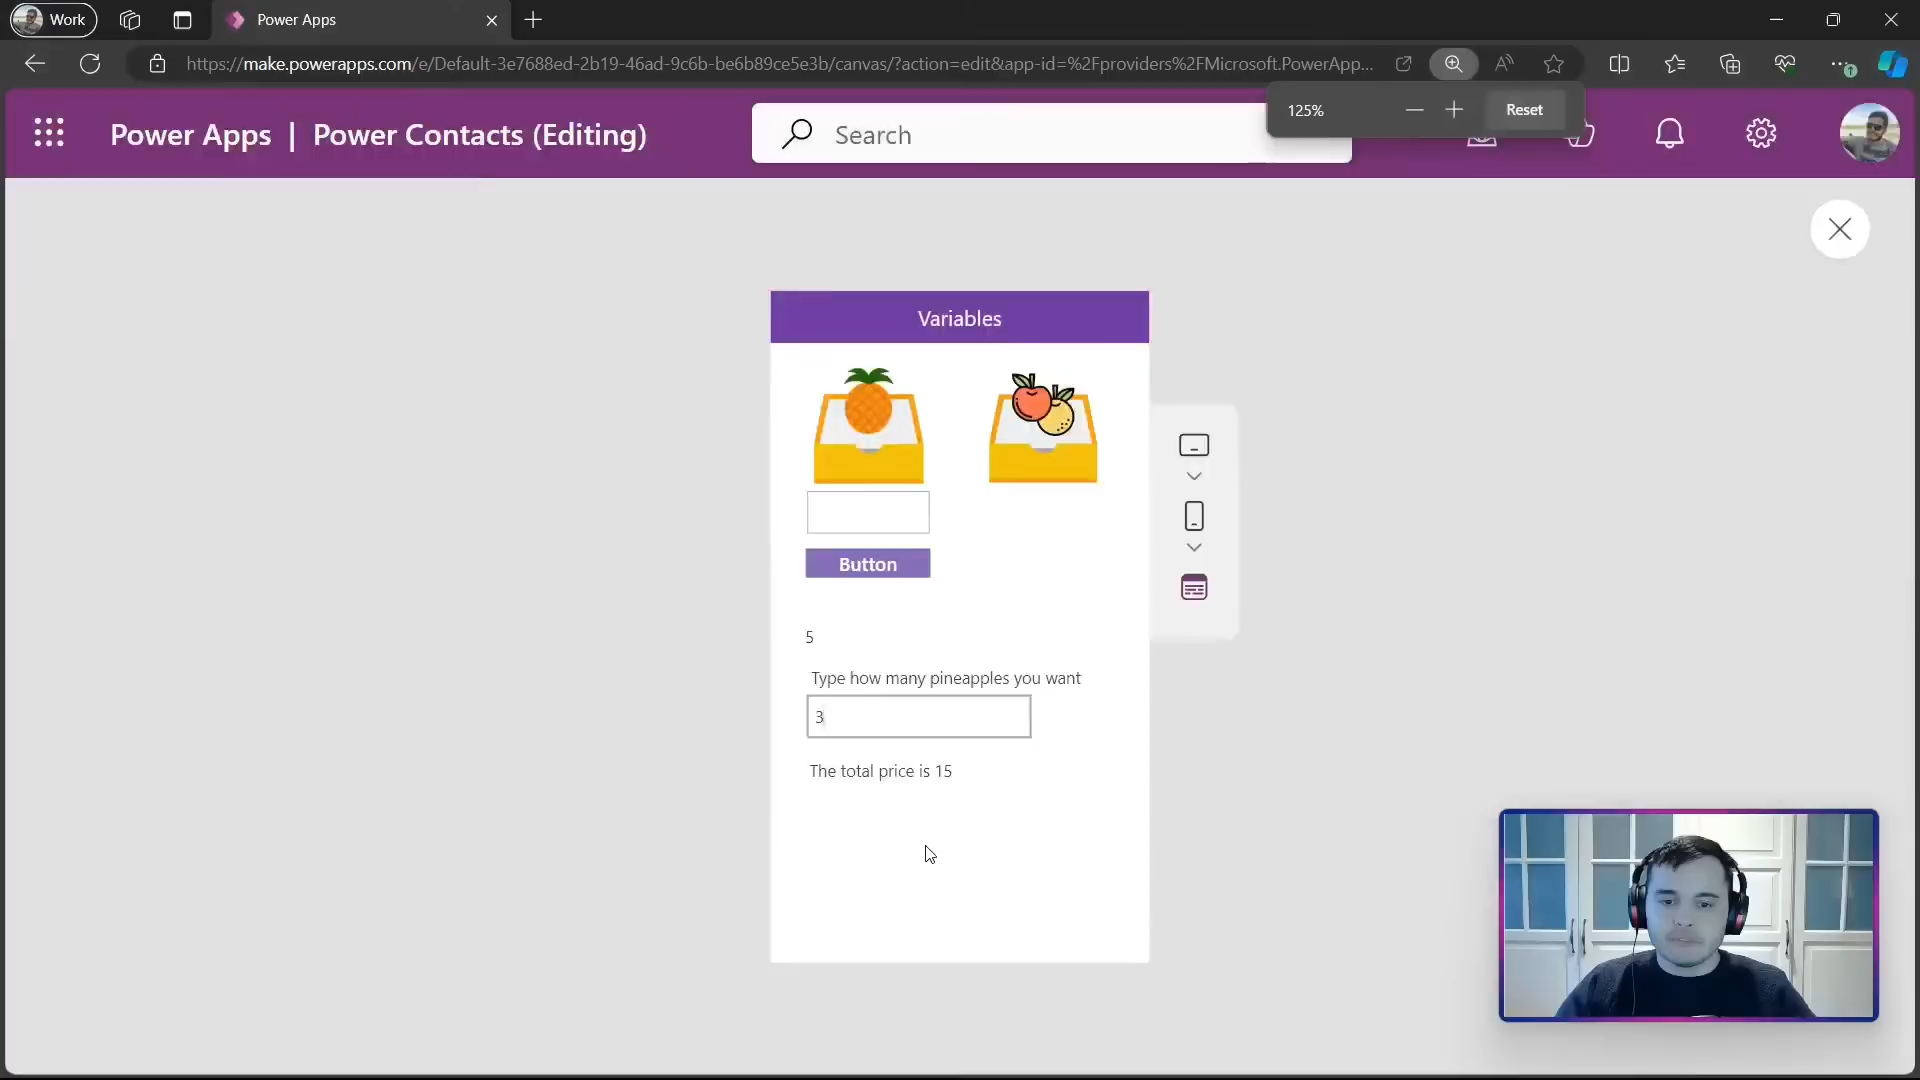 Work
Power Apps
https://make.powerapps.com/e/Default-3e7688ed-2b19-46ad-9c6b-be6b89ce5e3b/canvas/?action=edit&app-id=%2Fproviders%2FMicrosoft.PowerApp...
125%
Reset
Power Apps | Power Contacts (Editing)
Search
Variables
Button
5
Type how many pineapples you want
3
The total price is 15